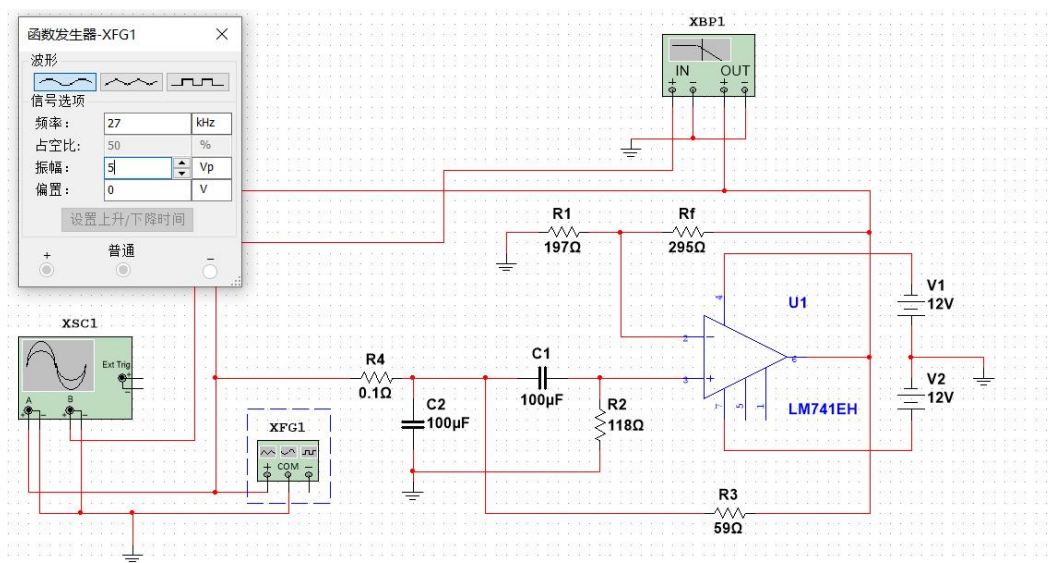 函数发生器-XFG1
波形
信号选项
频率： 27 kHz
占空比: 50 %
振幅： 5 Vp
偏置： 0 V
设置上升/下降时间
+ 普通 −
XBP1
IN OUT
+ − + −
R1
197Ω
Rf
295Ω
U1
V1
12V
V2
12V
4
2
3
6
7
5
1
− 
+
LM741EH
XSC1
Ext Trig
+
−
A B
+ − + −
R4
0.1Ω
C1
100µF
C2
100µF
R2
118Ω
XFG1
+ COM −
R3
59Ω